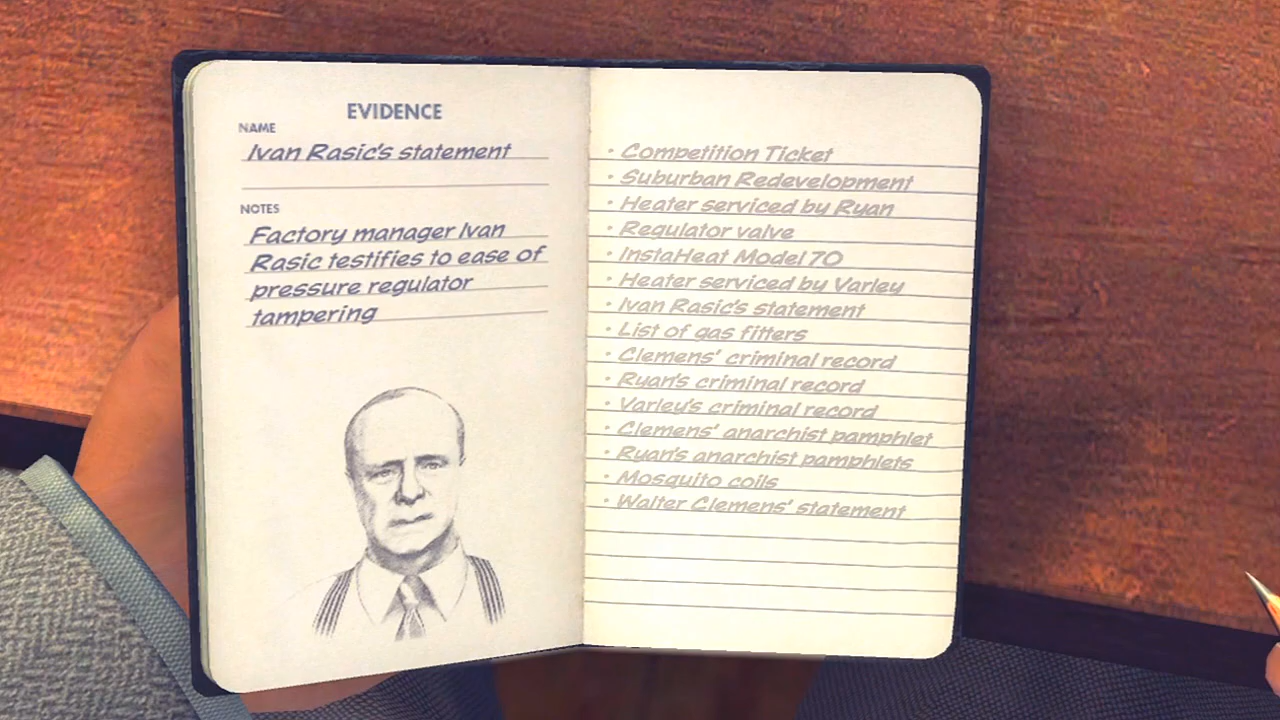 EVIDENCE
NAME
Ivan Rasic's statement
NOTES
Factory manager Ivan
Rasic testifies to ease of
pressure regulator
tampering
• Competition Ticket
• Suburban Redevelopment
• Heater serviced by Ryan
• Regulator valve
• InstaHeat Model 70
• Heater serviced by Varley
• Ivan Rasic's statement
• List of gas fitters
• Clemens' criminal record
• Ryan's criminal record
• Varley's criminal record
• Clemens' anarchist pamphlet
• Ryan's anarchist pamphlets
• Mosquito coils
• Walter Clemens' statement